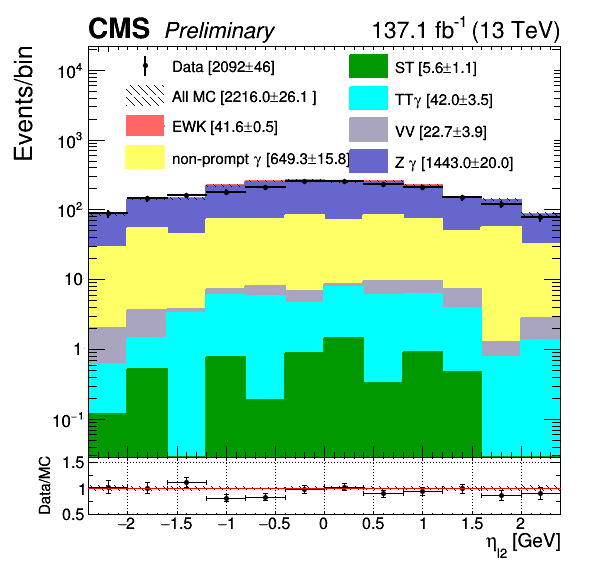 CMS Preliminary 137.1 fb⁻¹ (13 TeV)
Events/bin
Data [2092±46]
All MC [2216.0±26.1 ]
EWK [41.6±0.5]
non-prompt γ [649.3±15.8]
ST [5.6±1.1]
TTγ [42.0±3.5]
VV [22.7±3.9]
Z γ [1443.0±20.0]
10⁴
10³
10²
10
1
10⁻¹
Data/MC
1.5
1
0.5
−2 −1.5 −1 −0.5 0 0.5 1 1.5 2
η_l2 [GeV]